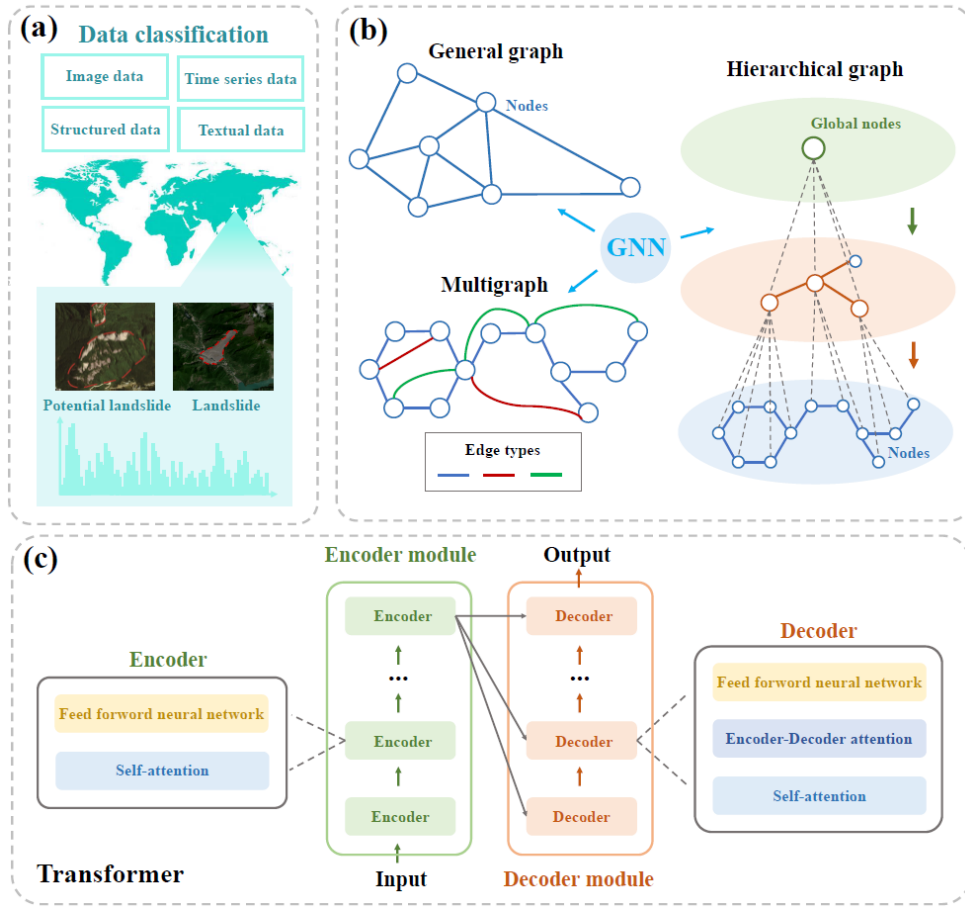 (a)
Data classification
Image data
Time series data
Structured data
Textual data
Potential landslide
Landslide
(b)
General graph
Nodes
Hierarchical graph
Global nodes
GNN
Multigraph
Edge types
Nodes
(c)
Encoder module
Output
Encoder
Feed forword neural network
Self-attention
Encoder
...
Encoder
Encoder
Input
Decoder
...
Decoder
Decoder
Decoder module
Decoder
Feed forword neural network
Encoder-Decoder attention
Self-attention
Transformer